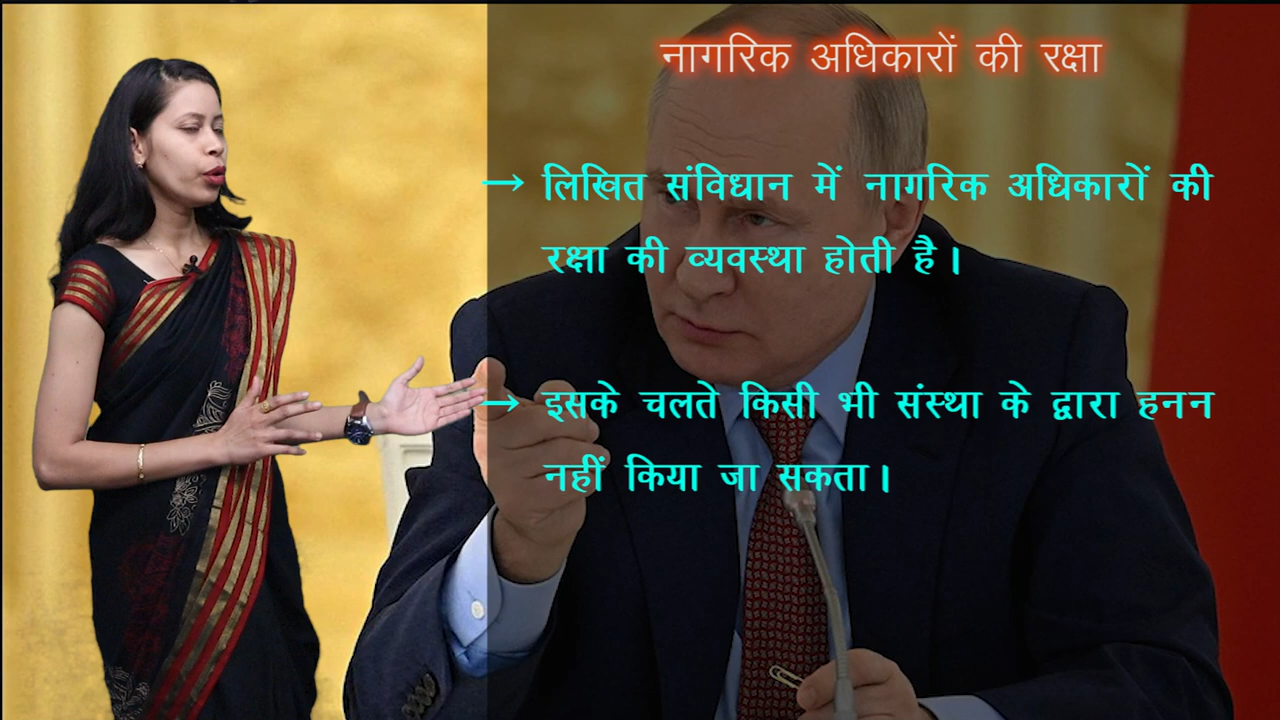 नागरिक अधिकारों की रक्षा
→ लिखित संविधान में नागरिक अधिकारों की
रक्षा की व्यवस्था होती है।
→ इसके चलते किसी भी संस्था के द्वारा हनन
नहीं किया जा सकता।